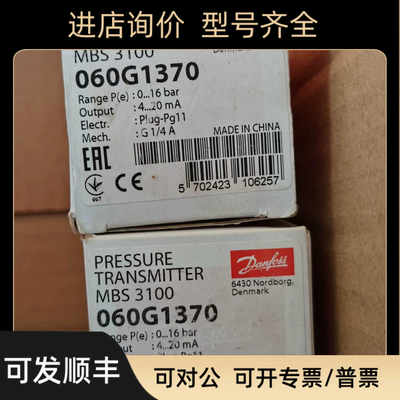 进店询价 型号齐全
MBS 3100
Denmark
060G1370
Range P(e) : 0...16 bar
Output : 4...20 mA
Electr. : Plug-Pg11
Mech. : G 1/4 A
MADE IN CHINA
EAC
CE
5 702423 106257
PRESSURE
TRANSMITTER
MBS 3100
Danfoss
6430 Nordborg,
Denmark
060G1370
Range P(e) : 0...16 bar
4...20 mA
可发顺丰
可对公 可开专票/普票